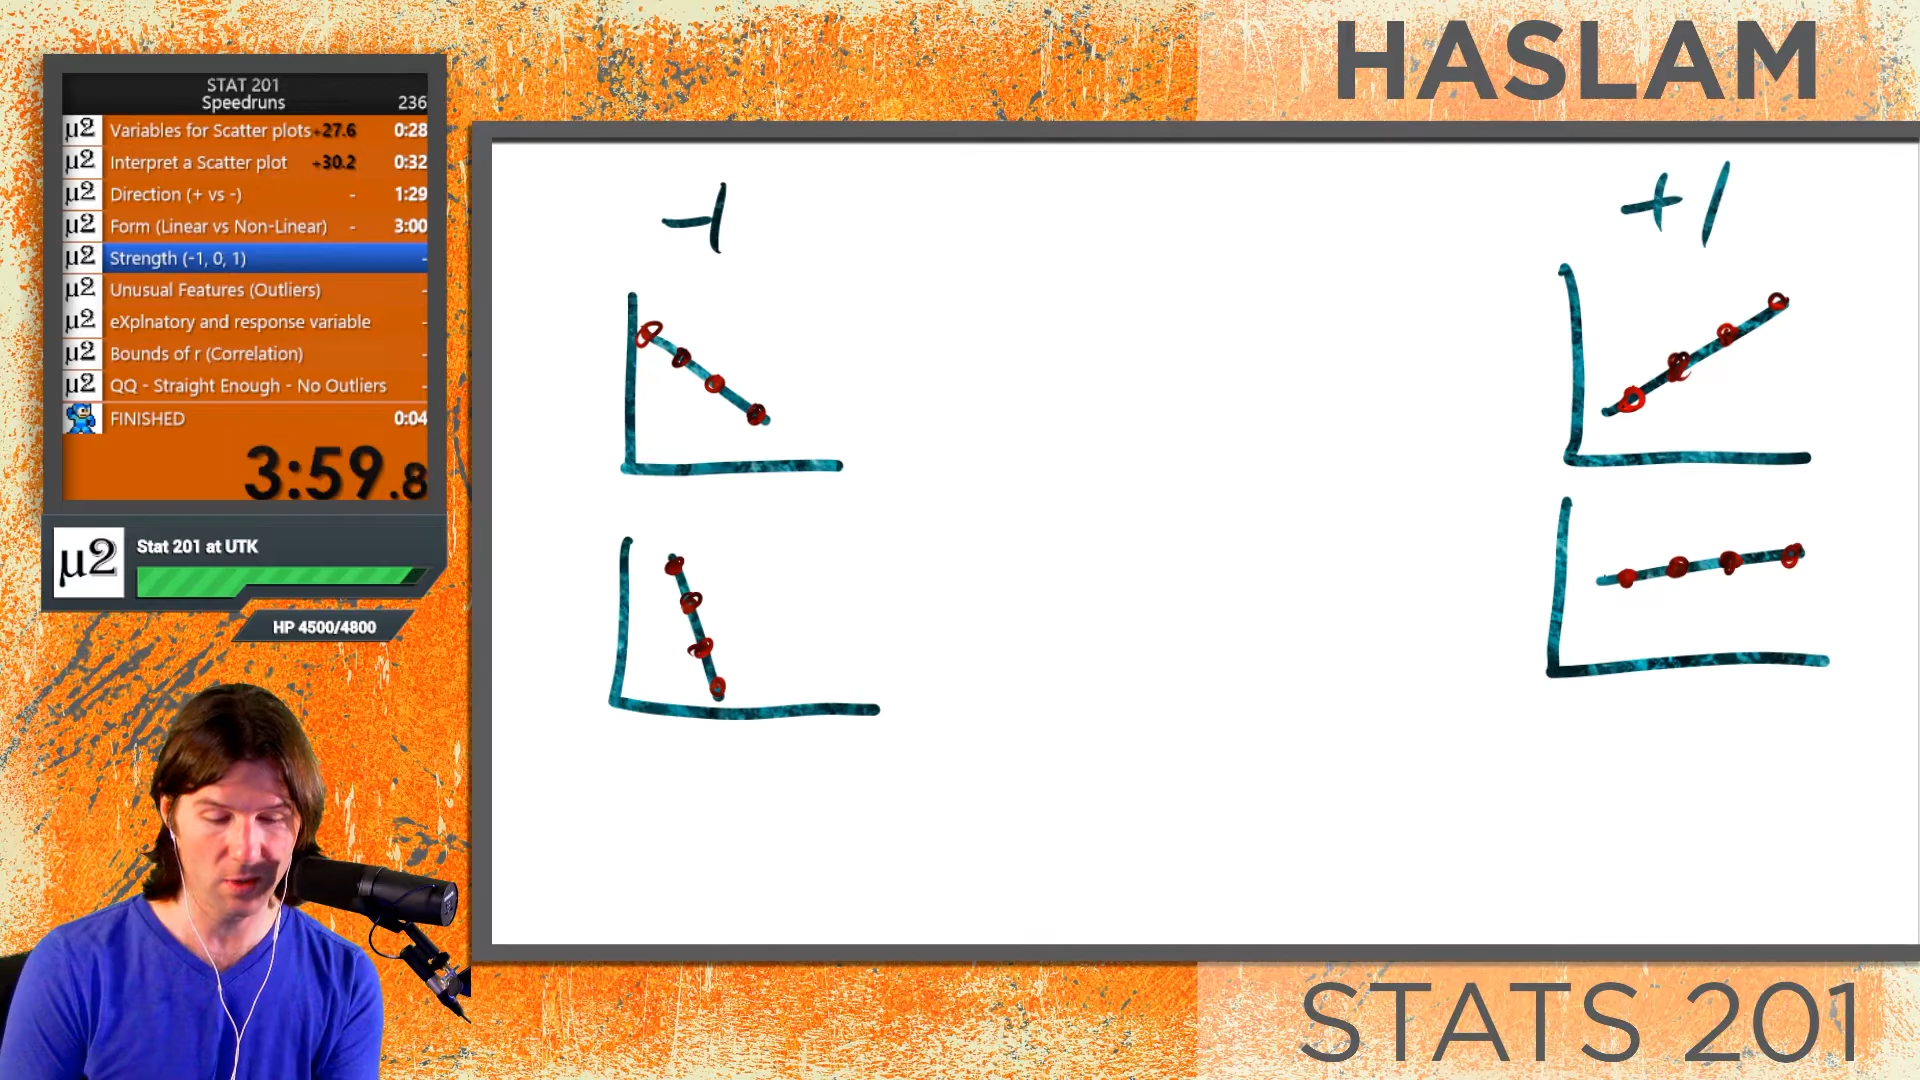 HASLAM
STAT 201
Speedruns 236
μ2 Variables for Scatter plots +27.6 0:28
μ2 Interpret a Scatter plot +30.2 0:32
μ2 Direction (+ vs -) - 1:29
μ2 Form (Linear vs Non-Linear) - 3:00
μ2 Strength (-1, 0, 1) -
μ2 Unusual Features (Outliers) -
μ2 eXplnatory and response variable -
μ2 Bounds of r (Correlation) -
μ2 QQ - Straight Enough - No Outliers -
FINISHED 0:04
3:59.8
μ2 Stat 201 at UTK
HP 4500/4800
-1
+1
STATS 201